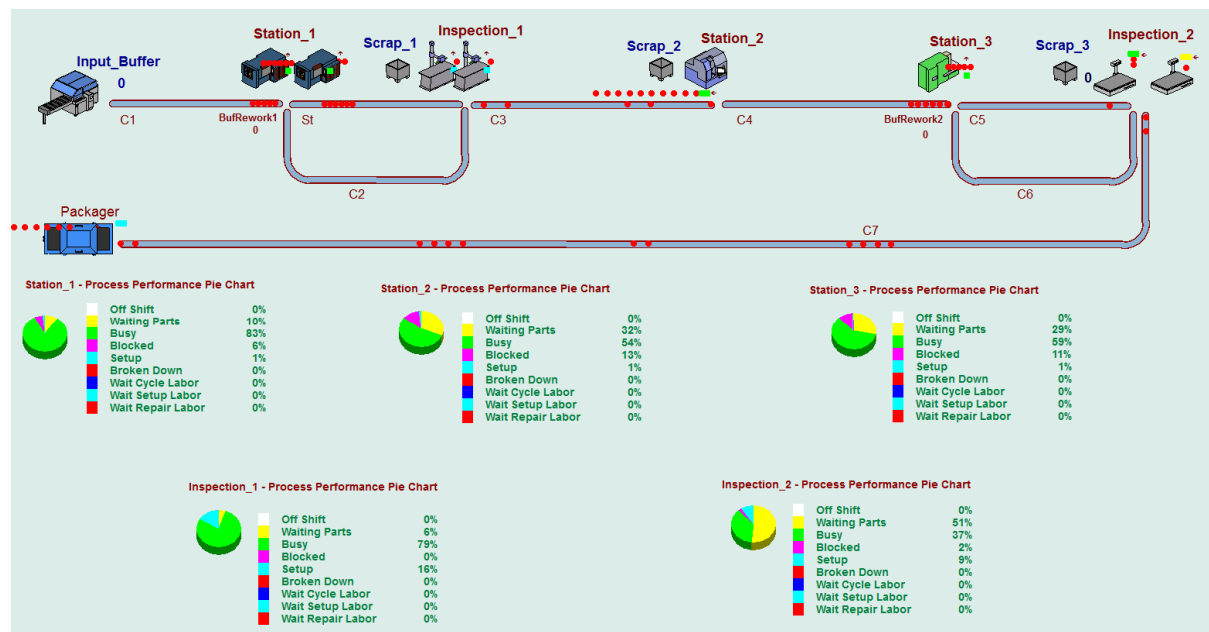 Station_1
Inspection_1
Scrap_1
Station_2
Scrap_2
Station_3
Inspection_2
Scrap_3
Input_Buffer
0
0
C1
BufRework1
0
St
C3
C4
BufRework2
0
C5
C2
C6
Packager
C7
Station_1 - Process Performance Pie Chart
Off Shift 0%
Waiting Parts 10%
Busy 83%
Blocked 6%
Setup 1%
Broken Down 0%
Wait Cycle Labor 0%
Wait Setup Labor 0%
Wait Repair Labor 0%
Station_2 - Process Performance Pie Chart
Off Shift 0%
Waiting Parts 32%
Busy 54%
Blocked 13%
Setup 1%
Broken Down 0%
Wait Cycle Labor 0%
Wait Setup Labor 0%
Wait Repair Labor 0%
Station_3 - Process Performance Pie Chart
Off Shift 0%
Waiting Parts 29%
Busy 59%
Blocked 11%
Setup 1%
Broken Down 0%
Wait Cycle Labor 0%
Wait Setup Labor 0%
Wait Repair Labor 0%
Inspection_1 - Process Performance Pie Chart
Off Shift 0%
Waiting Parts 6%
Busy 79%
Blocked 0%
Setup 16%
Broken Down 0%
Wait Cycle Labor 0%
Wait Setup Labor 0%
Wait Repair Labor 0%
Inspection_2 - Process Performance Pie Chart
Off Shift 0%
Waiting Parts 51%
Busy 37%
Blocked 2%
Setup 9%
Broken Down 0%
Wait Cycle Labor 0%
Wait Setup Labor 0%
Wait Repair Labor 0%